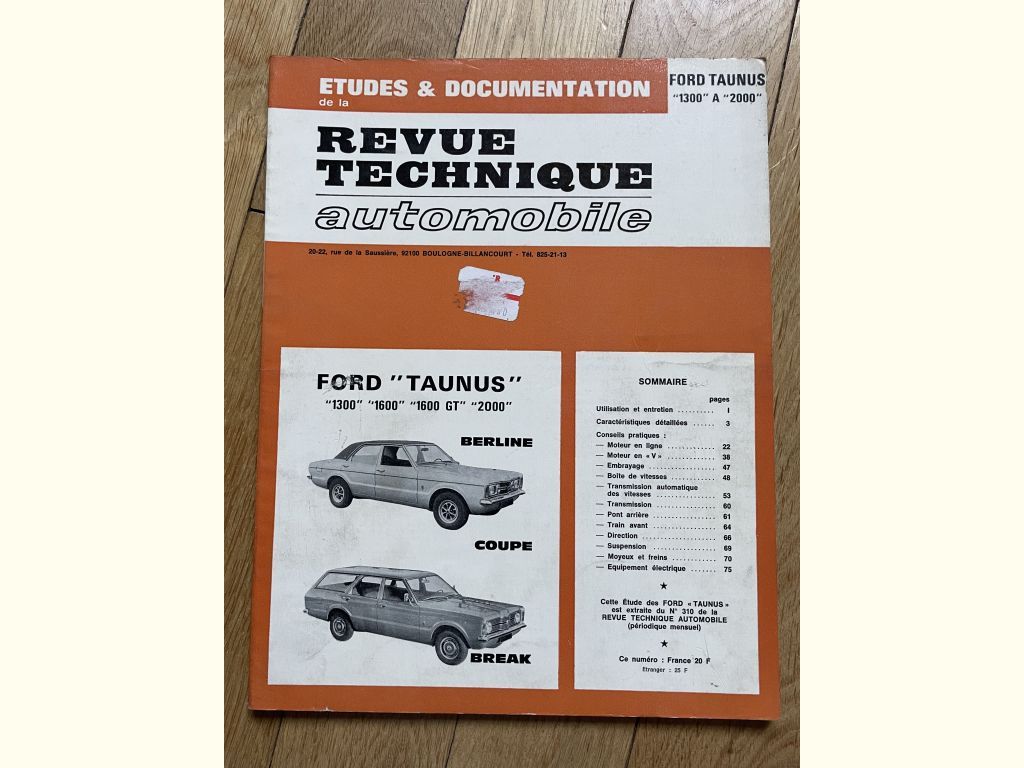 ETUDES & DOCUMENTATION
de la
FORD TAUNUS
"1300" A "2000"
REVUE
TECHNIQUE
automobile
20-22, rue de la Saussière, 92100 BOULOGNE-BILLANCOURT - Tél. 825-21-13
FORD "TAUNUS"
"1300" "1600" "1600 GT" "2000"
BERLINE
COUPE
BREAK
SOMMAIRE
pages
Utilisation et entretien .......... I
Caractéristiques détaillées ...... 3
Conseils pratiques :
— Moteur en ligne ............. 22
— Moteur en « V » ............. 38
— Embrayage .................. 47
— Boîte de vitesses ............ 48
— Transmission automatique
des vitesses ................ 53
— Transmission ................ 60
— Pont arrière ................. 61
— Train avant .................. 64
— Direction .................... 66
— Suspension .................. 69
— Moyeux et freins ............ 70
— Equipement électrique ....... 75
Cette Étude des FORD « TAUNUS »
est extraite du N° 310 de la
REVUE TECHNIQUE AUTOMOBILE
(périodique mensuel)
Ce numéro : France 20 F
Etranger : 25 F